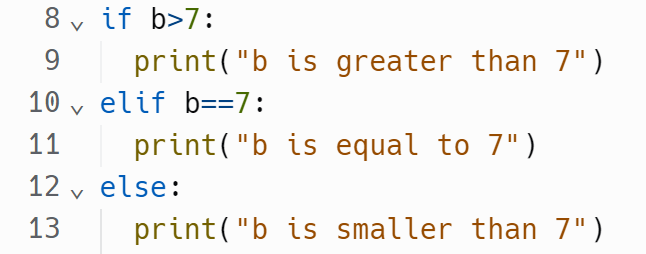 8 if b>7:
9   print("b is greater than 7")
10 elif b==7:
11   print("b is equal to 7")
12 else:
13   print("b is smaller than 7")